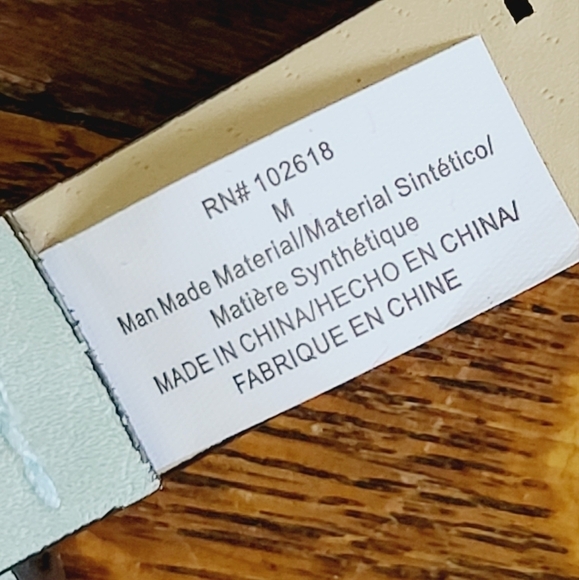 RN# 102618
M
Man Made Material/Material Sintético/
Matière Synthétique
MADE IN CHINA/HECHO EN CHINA/
FABRIQUE EN CHINE